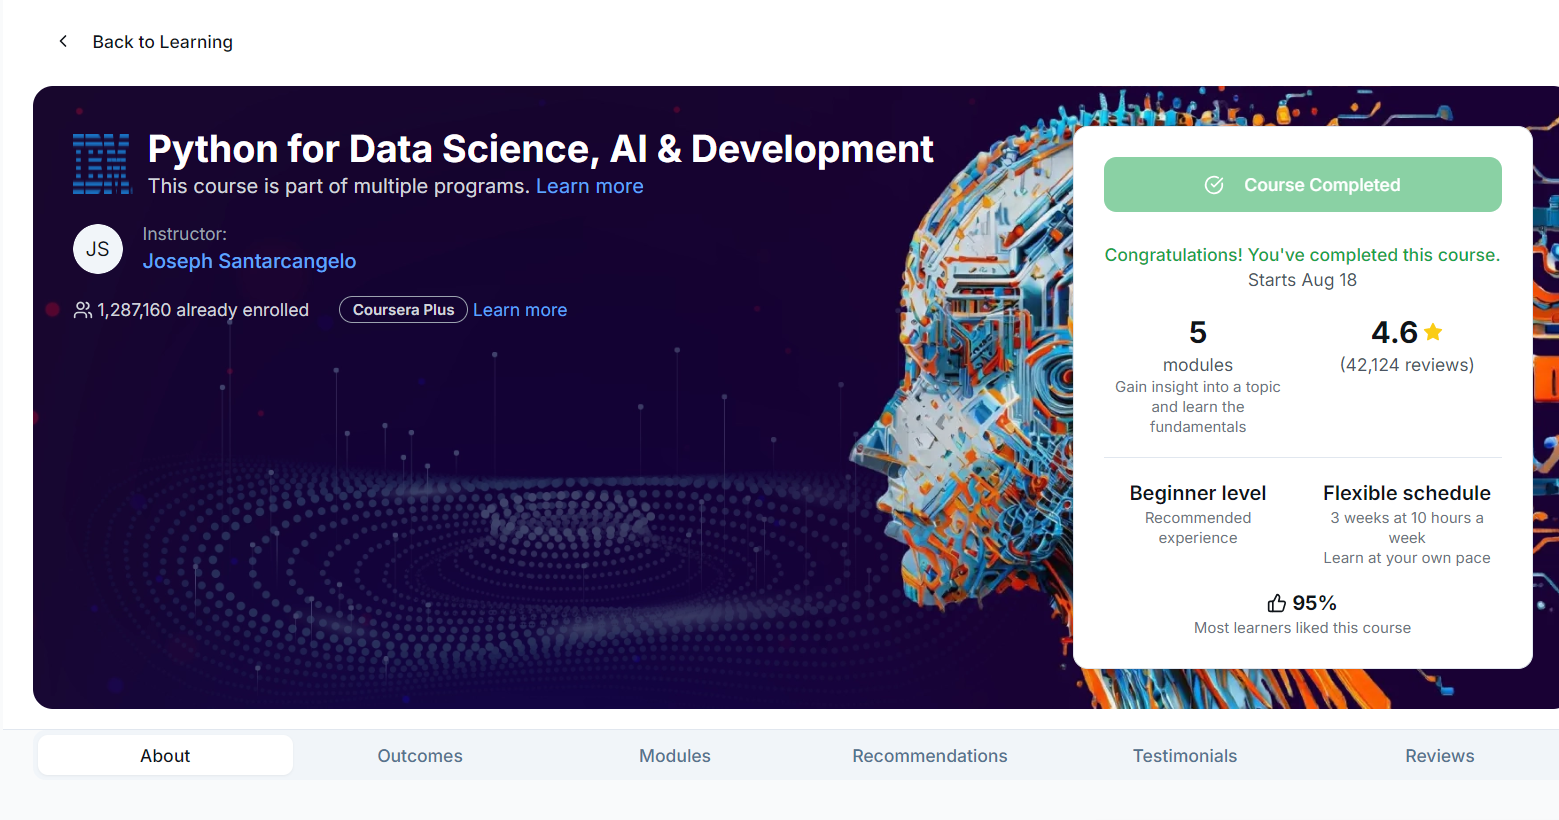 Back to Learning
IBM
Python for Data Science, AI & Development
This course is part of multiple programs. Learn more
JS
Instructor:
Joseph Santarcangelo
1,287,160 already enrolled
Coursera Plus
Learn more
Course Completed
Congratulations! You've completed this course.
Starts Aug 18
5
modules
Gain insight into a topic
and learn the
fundamentals
4.6
(42,124 reviews)
Beginner level
Recommended
experience
Flexible schedule
3 weeks at 10 hours a
week
Learn at your own pace
95%
Most learners liked this course
About
Outcomes
Modules
Recommendations
Testimonials
Reviews